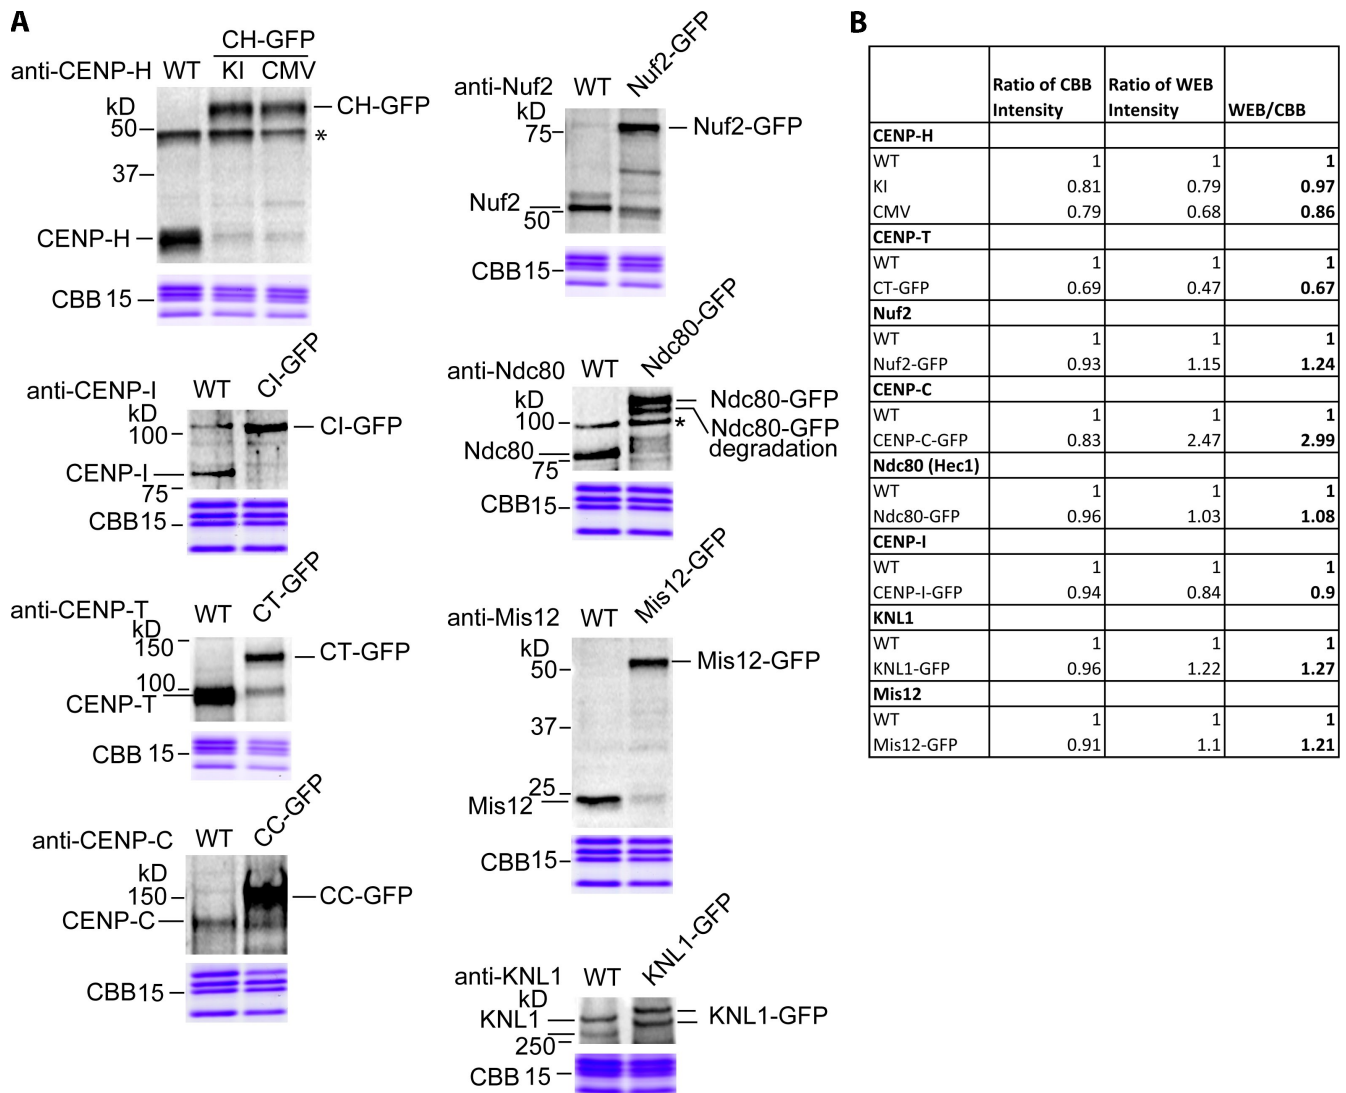 A
CH-GFP
anti-CENP-H WT KI CMV
kD
50
CH-GFP
*
37
CENP-H
CBB 15
anti-CENP-I WT CI-GFP
kD
100
CI-GFP
CENP-I
75
CBB 15
anti-CENP-T WT CT-GFP
kD
150
CT-GFP
100
CENP-T
CBB 15
anti-CENP-C WT CC-GFP
kD
150
CC-GFP
CENP-C
CBB 15
anti-Nuf2 WT Nuf2-GFP
kD
75
Nuf2-GFP
Nuf2
50
CBB 15
anti-Ndc80 WT Ndc80-GFP
kD
Ndc80-GFP
100
*
Ndc80-GFP
degradation
Ndc80
75
CBB 15
anti-Mis12 WT Mis12-GFP
kD
50
Mis12-GFP
37
25
Mis12
CBB 15
anti-KNL1 WT KNL1-GFP
kD
KNL1
KNL1-GFP
250
CBB 15
B
Ratio of CBB Intensity Ratio of WEB Intensity WEB/CBB
CENP-H
WT 1 1 1
KI 0.81 0.79 0.97
CMV 0.79 0.68 0.86
CENP-T
WT 1 1 1
CT-GFP 0.69 0.47 0.67
Nuf2
WT 1 1 1
Nuf2-GFP 0.93 1.15 1.24
CENP-C
WT 1 1 1
CENP-C-GFP 0.83 2.47 2.99
Ndc80 (Hec1)
WT 1 1 1
Ndc80-GFP 0.96 1.03 1.08
CENP-I
WT 1 1 1
CENP-I-GFP 0.94 0.84 0.9
KNL1
WT 1 1 1
KNL1-GFP 0.96 1.22 1.27
Mis12
WT 1 1 1
Mis12-GFP 0.91 1.1 1.21